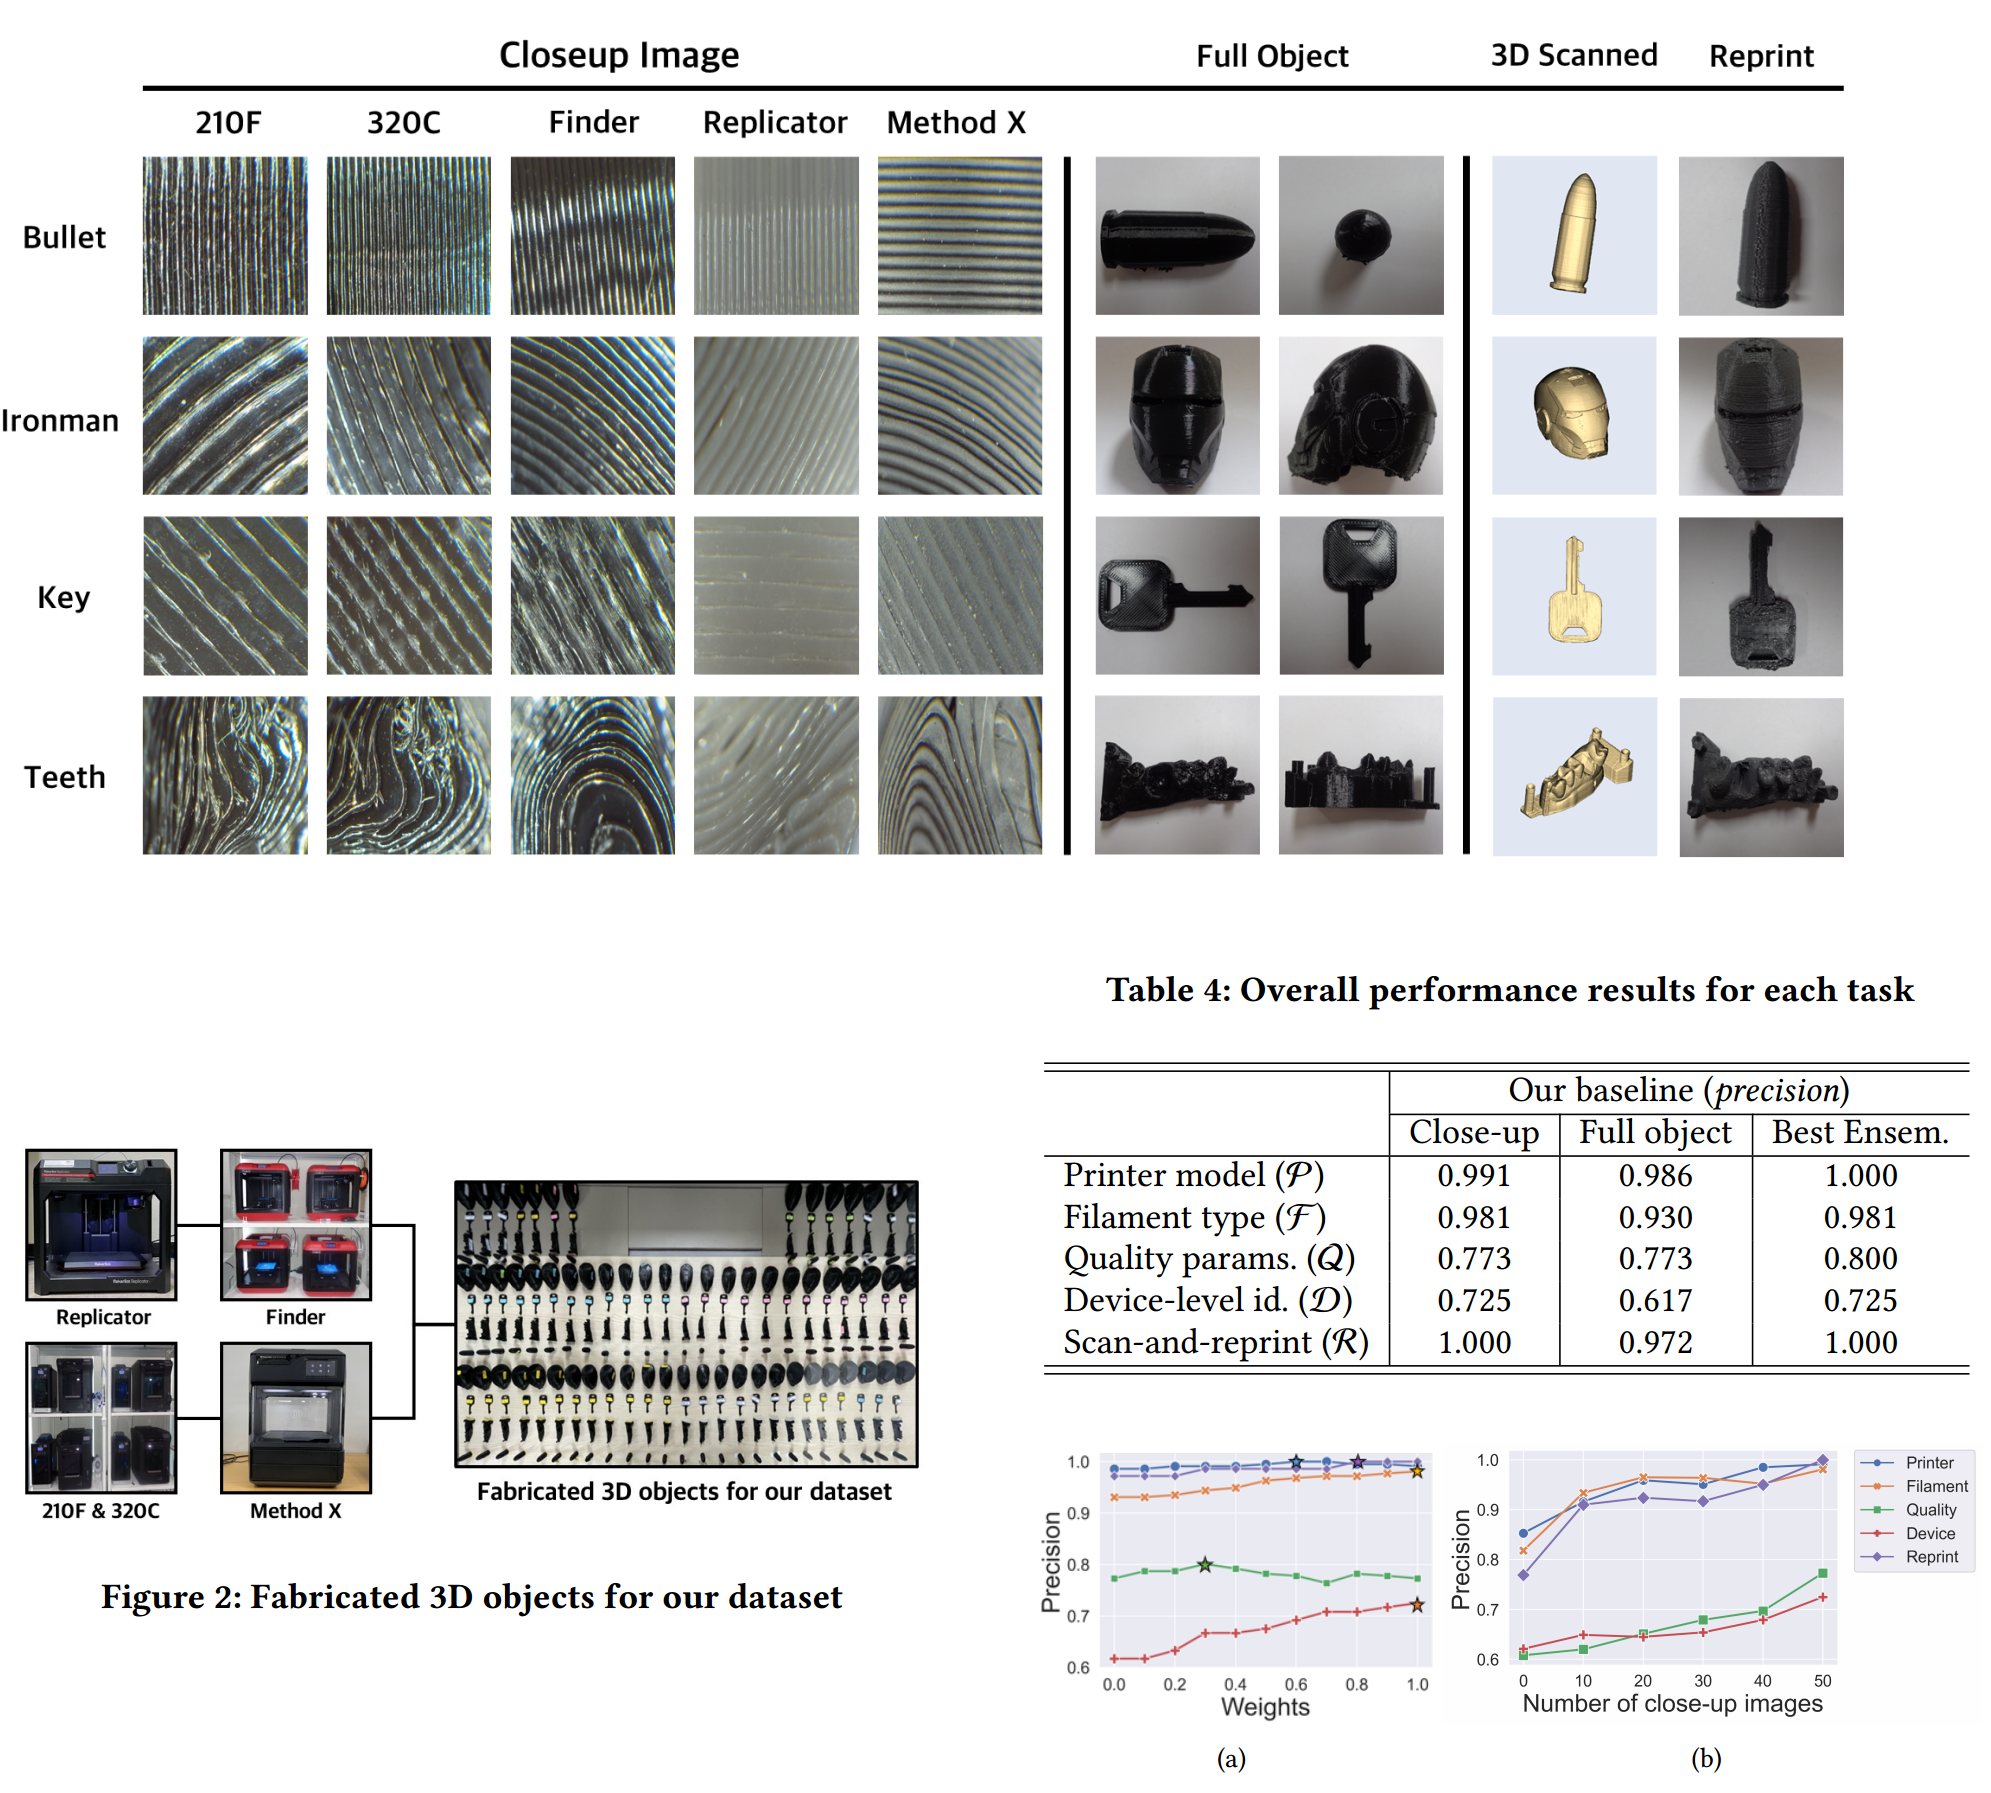 Closeup Image Full Object 3D Scanned Reprint
210F 320C Finder Replicator Method X
Bullet
Ironman
Key
Teeth
Table 4: Overall performance results for each task
Our baseline (precision)
Close-up Full object Best Ensem.
Printer model (𝒫) 0.991 0.986 1.000
Filament type (ℱ) 0.981 0.930 0.981
Quality params. (𝒬) 0.773 0.773 0.800
Device-level id. (𝒟) 0.725 0.617 0.725
Scan-and-reprint (ℛ) 1.000 0.972 1.000
Replicator Finder
210F & 320C Method X
Fabricated 3D objects for our dataset
Figure 2: Fabricated 3D objects for our dataset
Precision
1.0
0.9
0.8
0.7
0.6
0.0 0.2 0.4 0.6 0.8 1.0
Weights
(a)
Precision
1.0
0.9
0.8
0.7
0.6
0 10 20 30 40 50
Number of close-up images
(b)
Printer
Filament
Quality
Device
Reprint